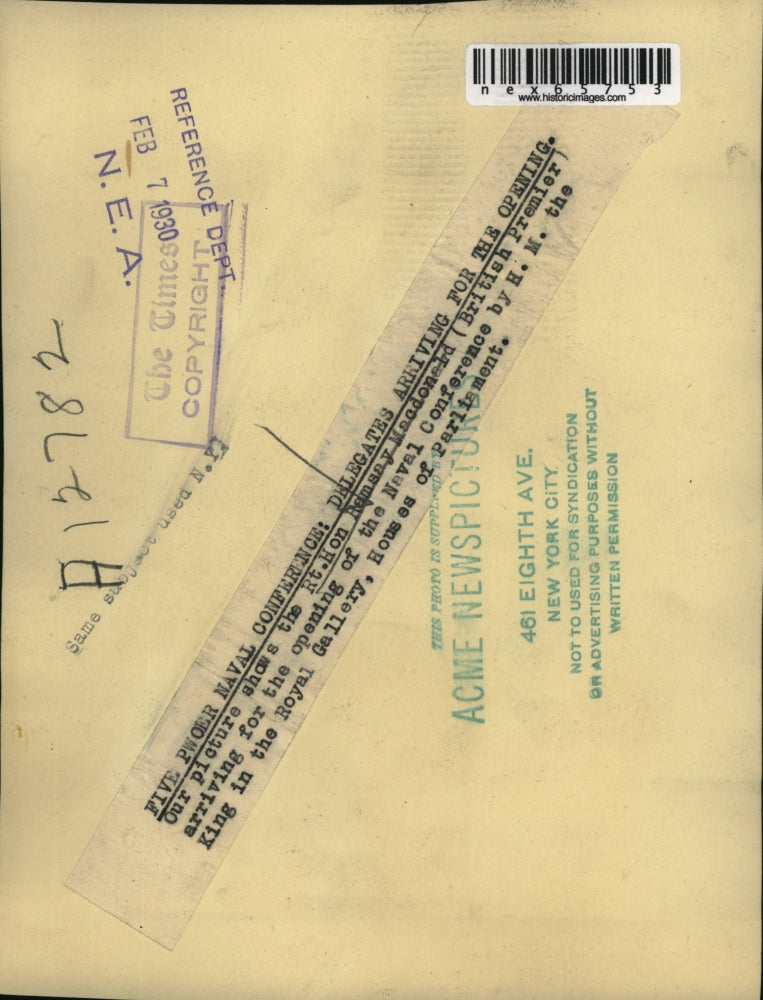 nex65753
www.historicimages.com
REFERENCE DEPT.
FEB 7 1930
N. E. A.
The Times
COPYRIGHT
A12782
Same subject used N.Y.
FIVE PWOER NAVAL CONFERENCE: DELEGATES ARRIVING FOR THE OPENING.
Our picture shows the Rt.Hon Ramsay Macdonald (British Premier)
arriving for the opening of the Naval Conference by H. M. the
King in the Royal Gallery, Houses of Parliament.
THIS PHOTO IS SUPPLIED BY
ACME NEWSPICTURES
461 EIGHTH AVE.
NEW YORK CITY
NOT TO USED FOR SYNDICATION
OR ADVERTISING PURPOSES WITHOUT
WRITTEN PERMISSION